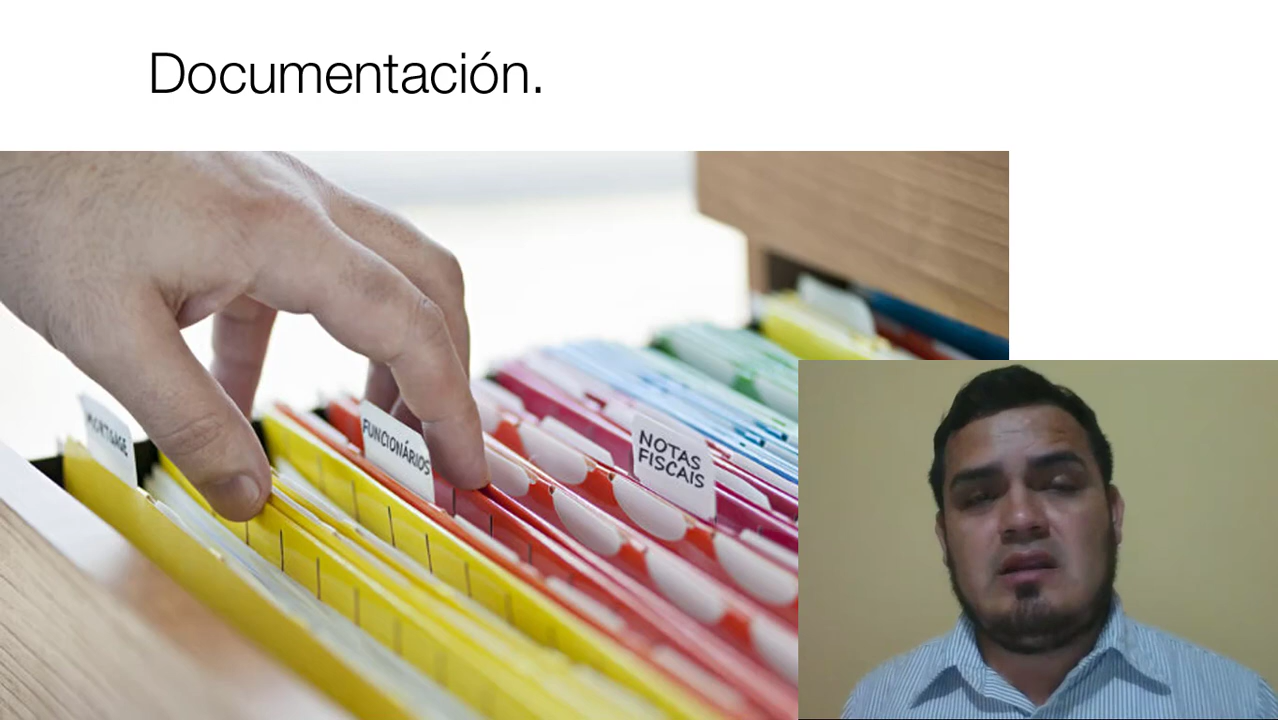 Documentación.
MORTGAGE
FUNCIONÁRIOS
NOTAS
FISCAIS